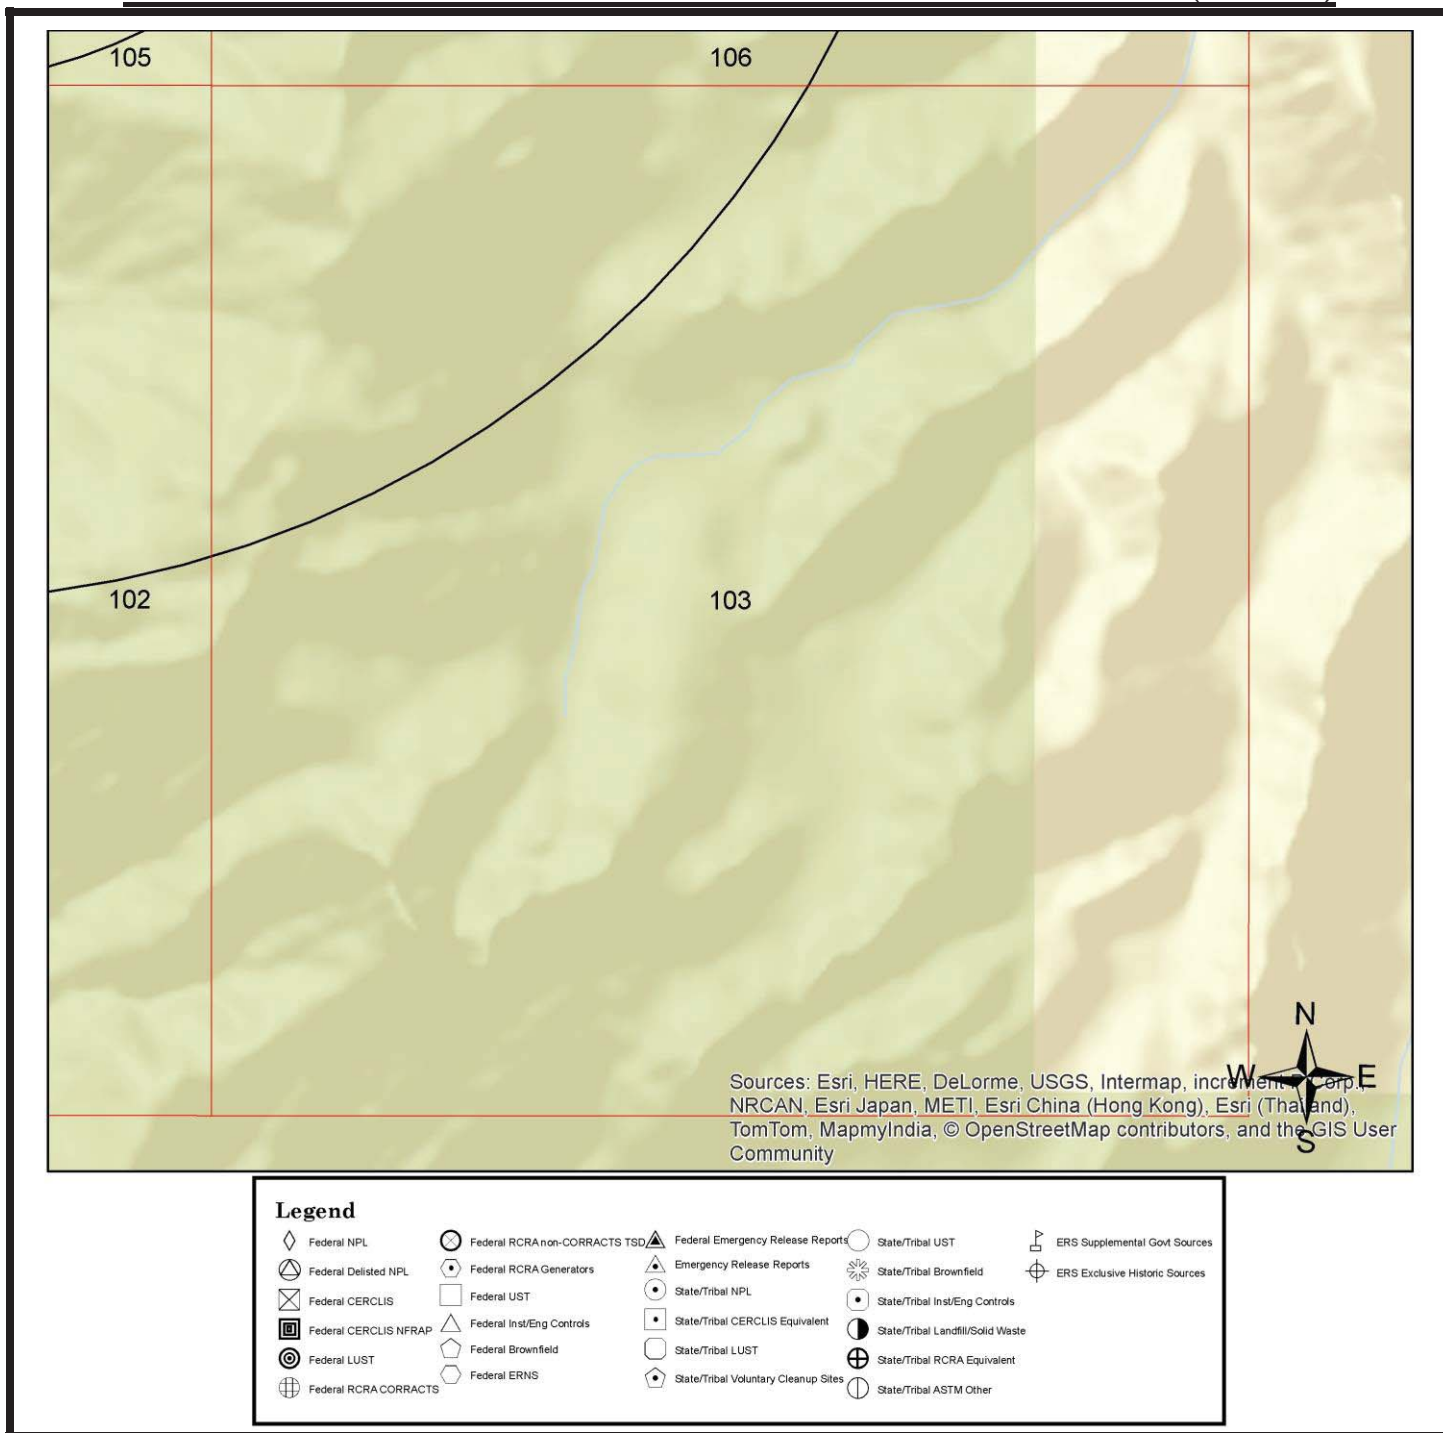 105
106
102
103
N
W
E
S
Sources: Esri, HERE, DeLorme, USGS, Intermap, increment P Corp.,
NRCAN, Esri Japan, METI, Esri China (Hong Kong), Esri (Thailand),
TomTom, MapmyIndia, © OpenStreetMap contributors, and the GIS User
Community
Legend
Federal NPL
Federal Delisted NPL
Federal CERCLIS
Federal CERCLIS NFRAP
Federal LUST
Federal RCRA CORRACTS
Federal RCRA non-CORRACTS TSD
Federal RCRA Generators
Federal UST
Federal Inst/Eng Controls
Federal Brownfield
Federal ERNS
Federal Emergency Release Reports
Emergency Release Reports
State/Tribal NPL
State/Tribal CERCLIS Equivalent
State/Tribal LUST
State/Tribal Voluntary Cleanup Sites
State/Tribal UST
State/Tribal Brownfield
State/Tribal Inst/Eng Controls
State/Tribal Landfill/Solid Waste
State/Tribal RCRA Equivalent
State/Tribal ASTM Other
ERS Supplemental Govt Sources
ERS Exclusive Historic Sources